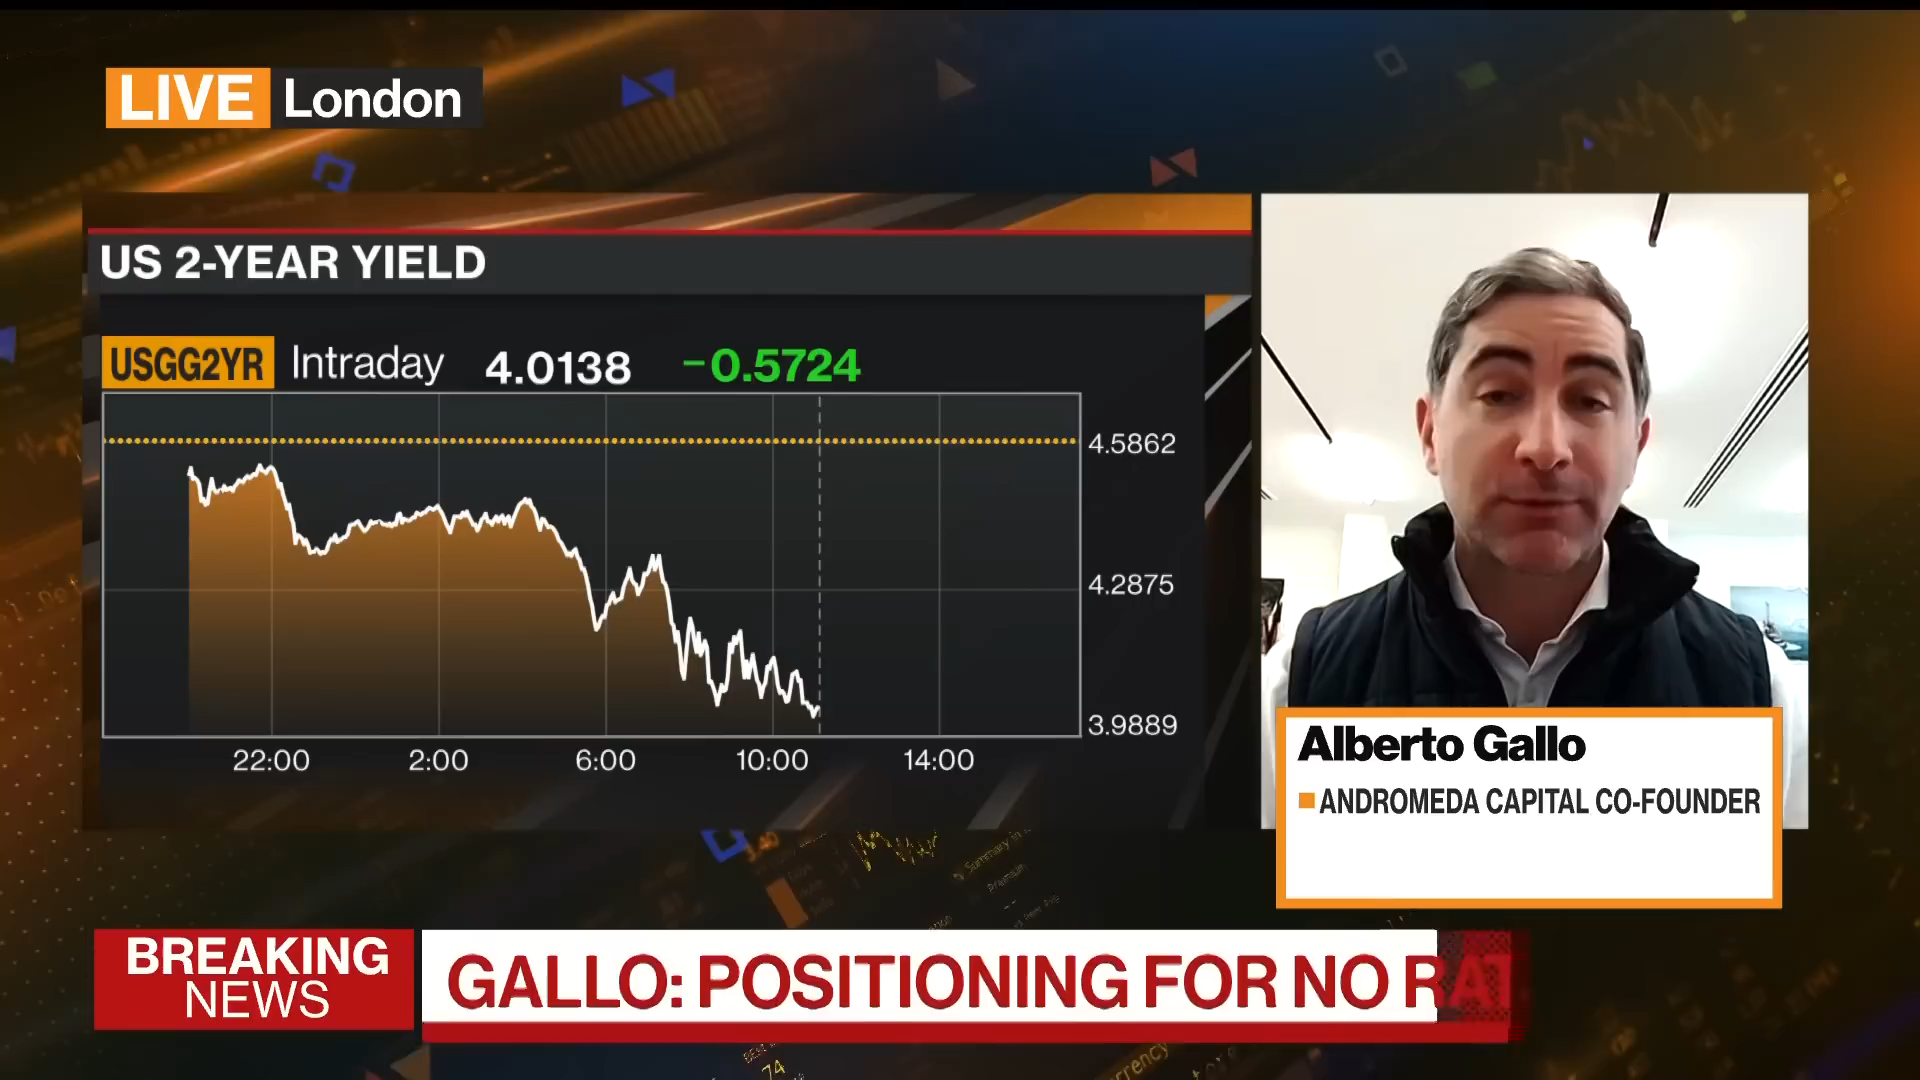 LIVE London
US 2-YEAR YIELD
USGG2YR Intraday 4.0138 -0.5724
4.5862
4.2875
3.9889
22:00 2:00 6:00 10:00 14:00
Alberto Gallo
ANDROMEDA CAPITAL CO-FOUNDER
BREAKING
NEWS
GALLO: POSITIONING FOR NO RAT